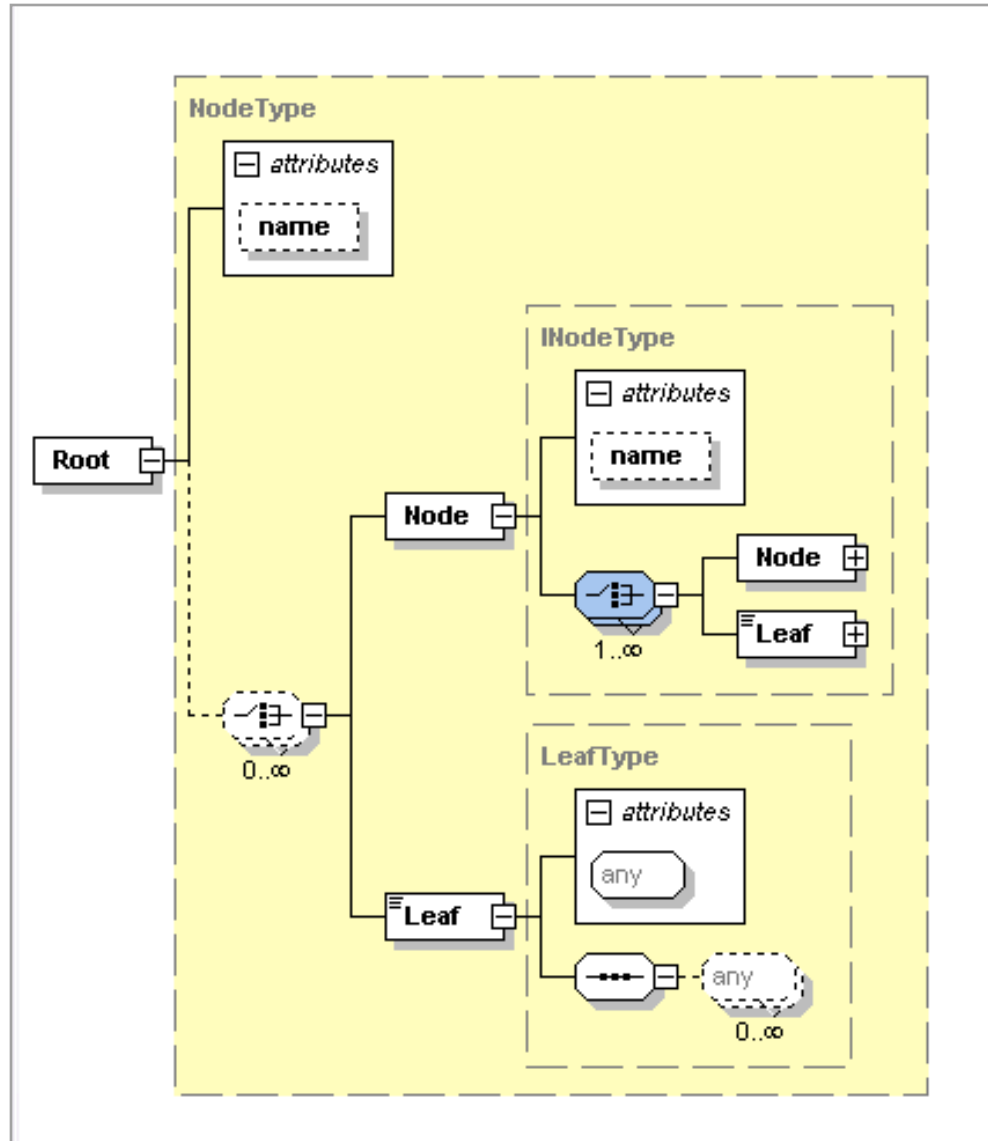 NodeType
attributes
name
INodeType
attributes
name
Root
Node
Node
Leaf
1..∞
0..∞
LeafType
attributes
any
Leaf
any
0..∞